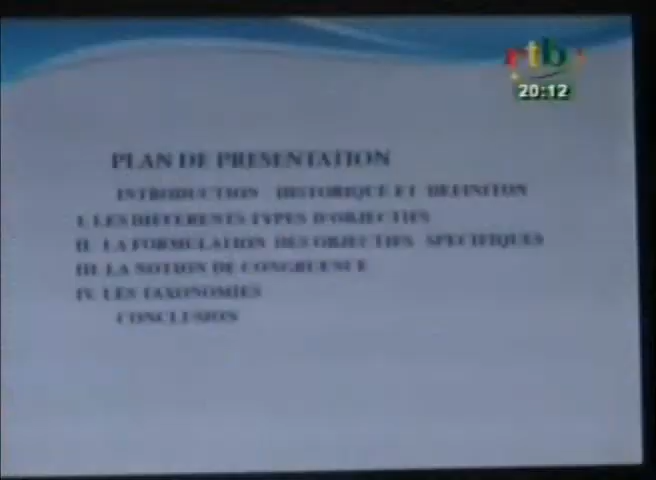 rtb
20:12
PLAN DE PRESENTATION
INTRODUCTION HISTORIQUE ET DEFINITON
I. LES DIFFERENTS TYPES D'OBJECTIFS
II. LA FORMULATION DES OBJECTIFS SPECIFIQUES
III. LA NOTION DE CONGRUENCE
IV. LES TAXONOMIES
CONCLUSION